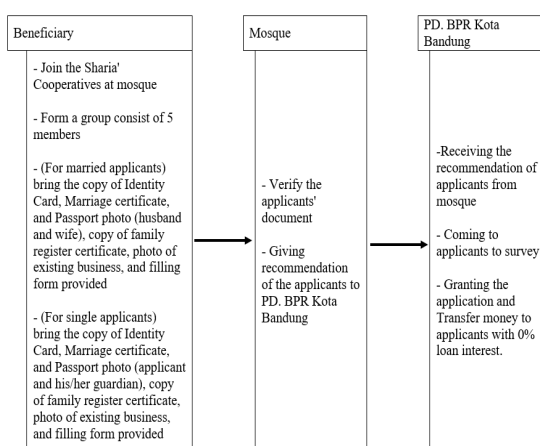 Beneficiary
- Join the Sharia'
Cooperatives at mosque
- Form a group consist of 5
members
- (For married applicants)
bring the copy of Identity
Card, Marriage certificate,
and Passport photo (husband
and wife), copy of family
register certificate, photo of
existing business, and filling
form provided
- (For single applicants)
bring the copy of Identity
Card, Marriage certificate,
and Passport photo (applicant
and his/her guardian), copy
of family register certificate,
photo of existing business,
and filling form provided
Mosque
- Verify the
applicants'
document
- Giving
recommendation
of the applicants to
PD. BPR Kota
Bandung
PD. BPR Kota
Bandung
-Receiving the
recommendation of
applicants from
mosque
- Coming to
applicants to survey
- Granting the
application and
Transfer money to
applicants with 0%
loan interest.